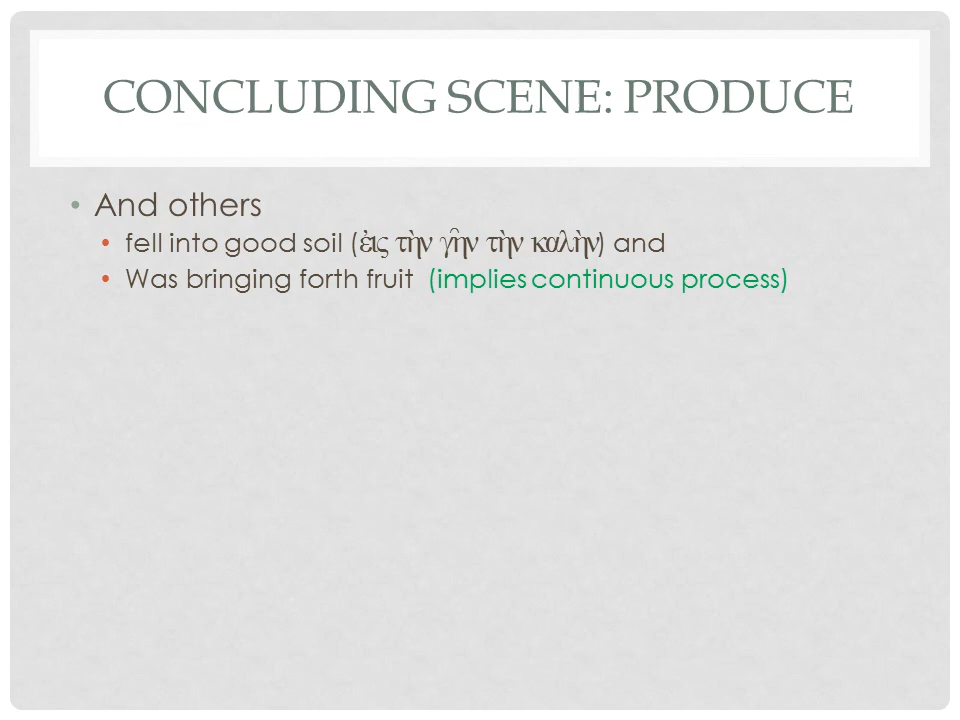 CONCLUDING SCENE: PRODUCE
• And others
• fell into good soil (ἐις τὴν γῆν τὴν καλὴν) and
• Was bringing forth fruit (implies continuous process)